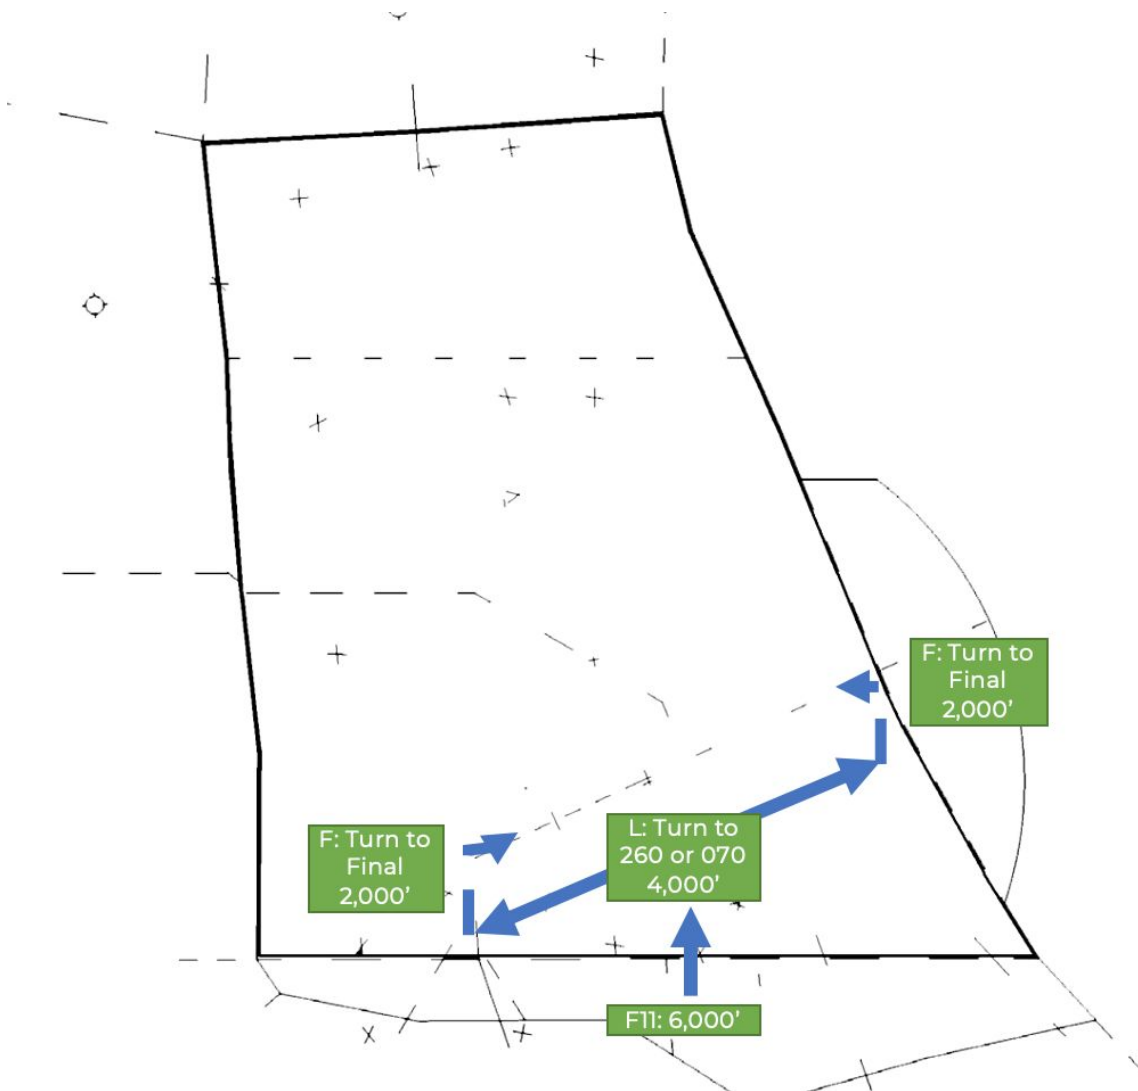 F: Turn to
Final
2,000’
F: Turn to
Final
2,000’
L: Turn to
260 or 070
4,000’
F11: 6,000’